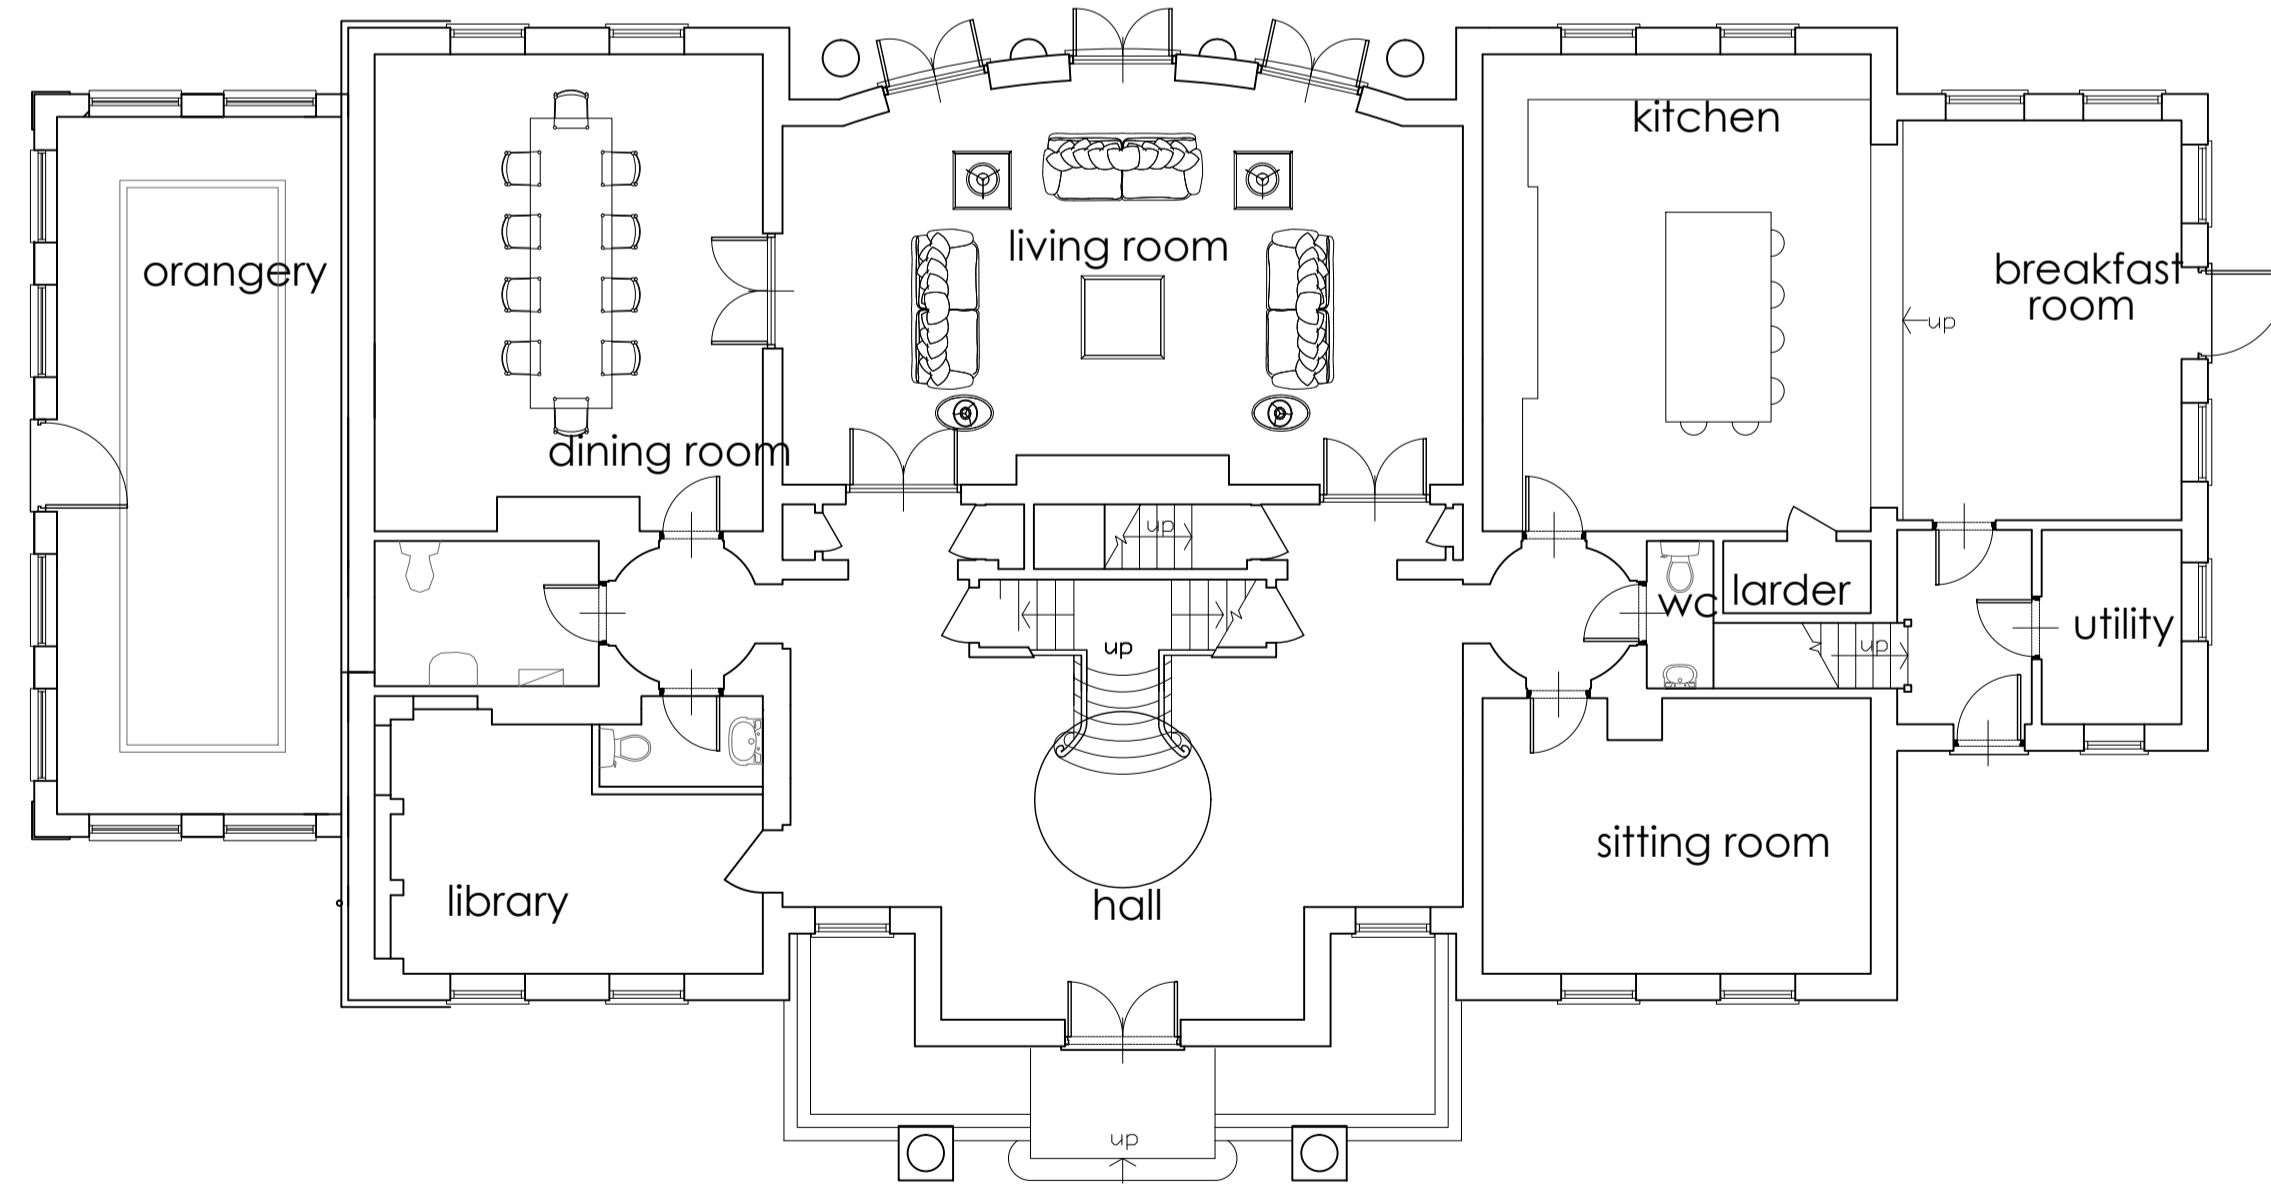 kitchen
living room
orangery
breakfast
room
up
dining room
up
larder
wc
utility
up
up
sitting room
library
hall
up